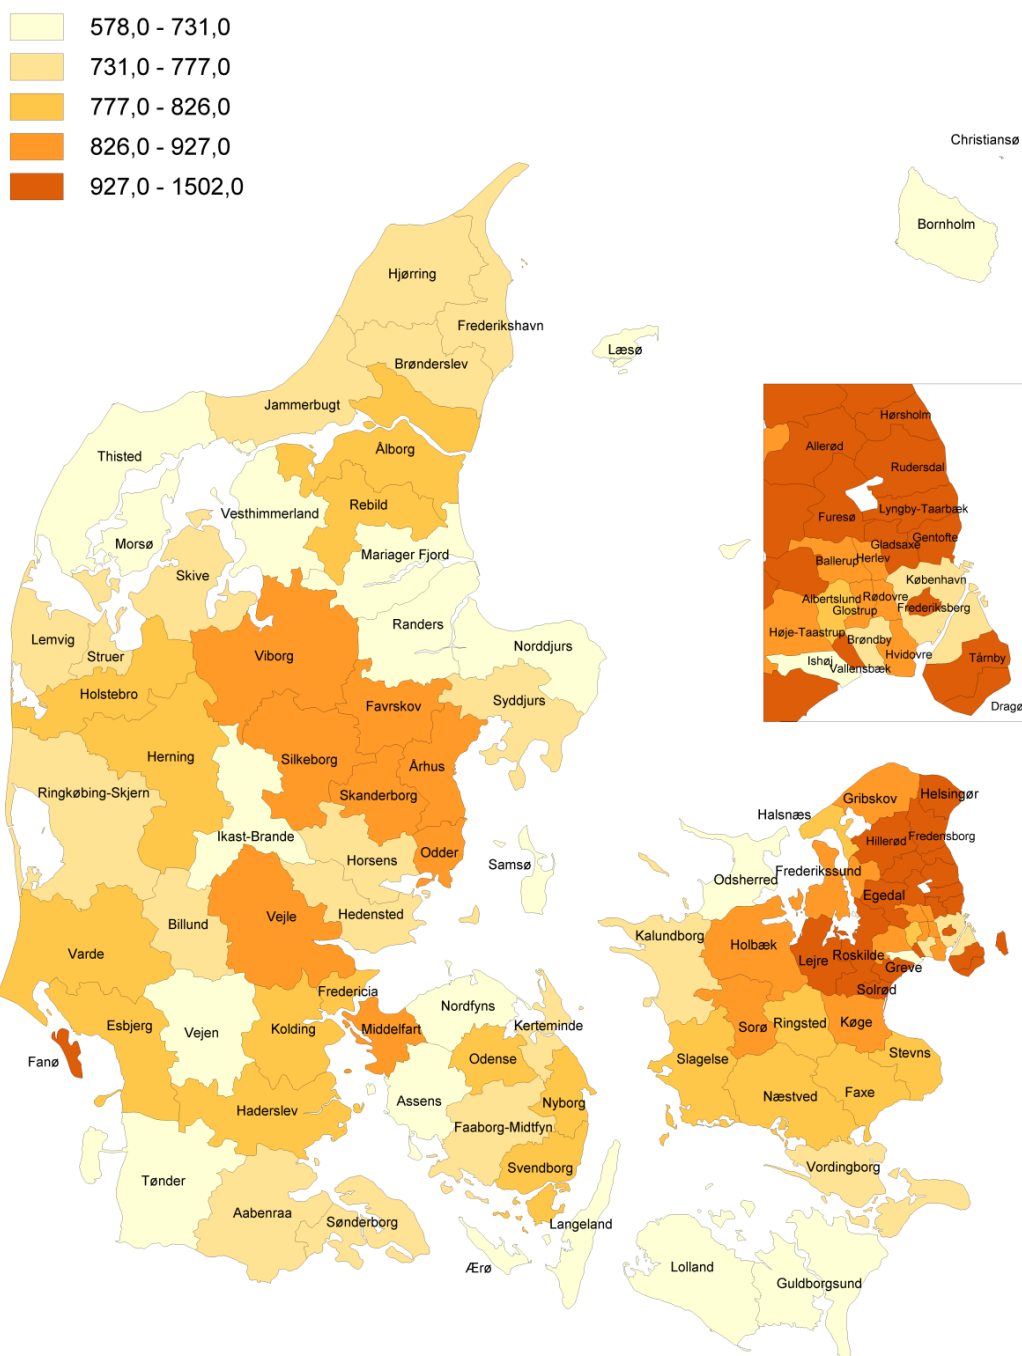 578,0 - 731,0
731,0 - 777,0
777,0 - 826,0
826,0 - 927,0
927,0 - 1502,0
Christiansø
Bornholm
Hjørring
Frederikshavn
Læsø
Brønderslev
Jammerbugt
Ålborg
Thisted
Rebild
Vesthimmerland
Morsø
Mariager Fjord
Skive
Randers
Lemvig
Struer
Viborg
Norddjurs
Holstebro
Favrskov
Syddjurs
Herning
Silkeborg
Århus
Ringkøbing-Skjern
Skanderborg
Ikast-Brande
Horsens
Odder
Samsø
Billund
Vejle
Hedensted
Varde
Fredericia
Esbjerg
Vejen
Kolding
Middelfart
Nordfyns
Kerteminde
Fanø
Odense
Haderslev
Assens
Nyborg
Faaborg-Midtfyn
Svendborg
Tønder
Aabenraa
Sønderborg
Langeland
Ærø
Hørsholm
Allerød
Rudersdal
Lyngby-Taarbæk
Furesø
Gentofte
Gladsaxe
Herlev
Ballerup
København
Albertslund
Rødovre
Glostrup
Frederiksberg
Høje-Taastrup
Brøndby
Hvidovre
Ishøj
Vallensbæk
Tårnby
Dragø
Helsingør
Gribskov
Halsnæs
Hillerød
Fredensborg
Frederikssund
Odsherred
Egedal
Kalundborg
Holbæk
Lejre
Roskilde
Greve
Solrød
Sorø
Ringsted
Køge
Slagelse
Stevns
Næstved
Faxe
Vordingborg
Lolland
Guldborgsund